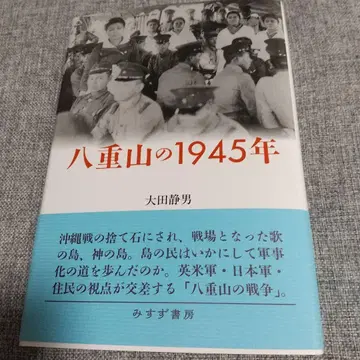 八重山の1945年
大田静男
沖縄戦の捨て石にされ、戦場となった歌
の島、神の島。島の民はいかにして軍事
化の道を歩んだのか。英米軍・日本軍・
住民の視点が交差する「八重山の戦争」。
みすず書房